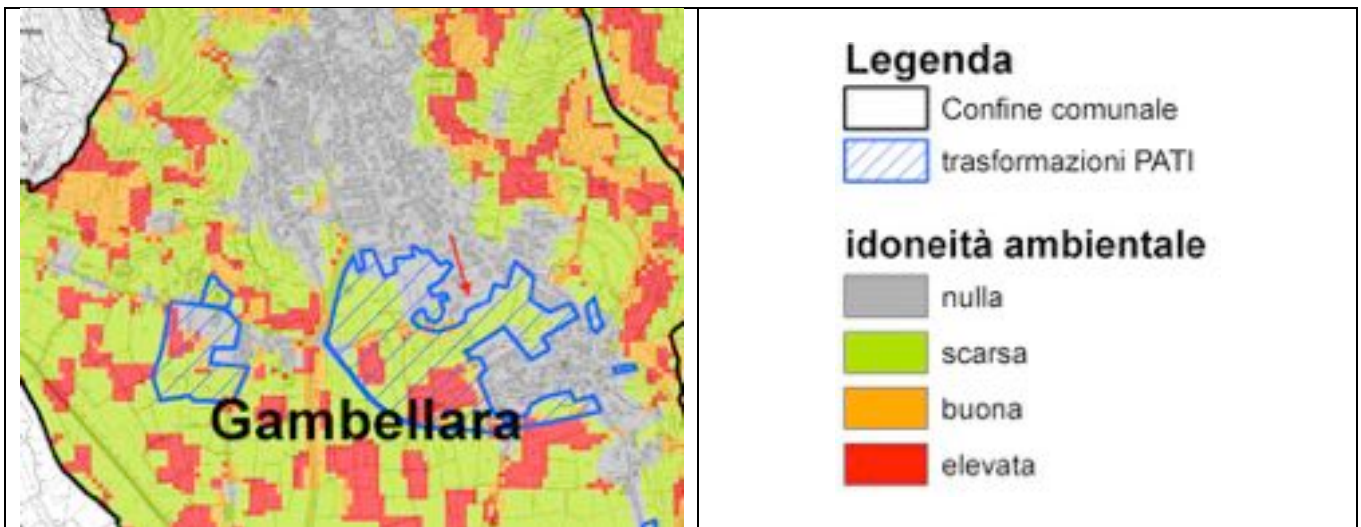 Gambellara
Legenda
Confine comunale
trasformazioni PATI
idoneità ambientale
nulla
scarsa
buona
elevata